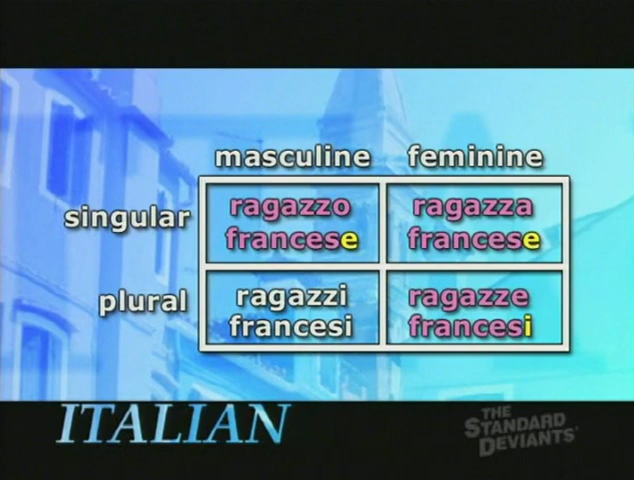 masculine feminine
singular ragazzo ragazza
francese francese
plural ragazzi ragazze
francesi francesi
ITALIAN
THE
STANDARD
DEVIANTS'